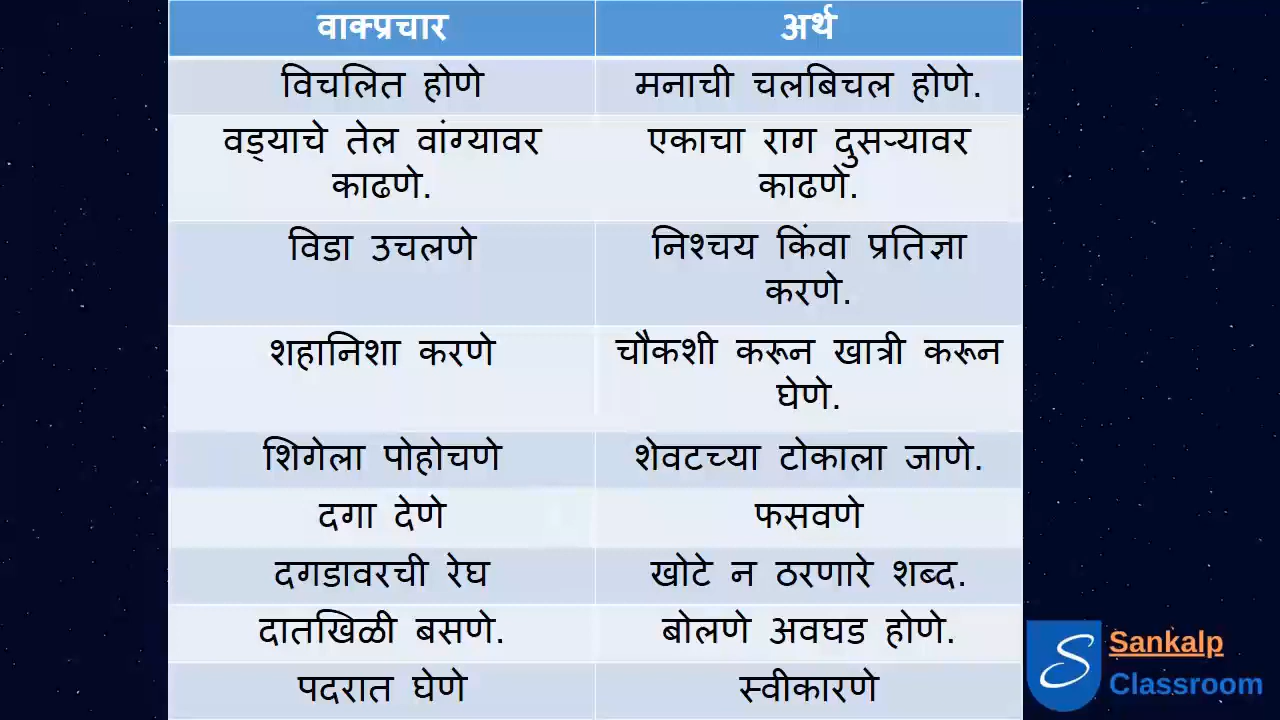 वाक्प्रचार अर्थ
विचलित होणे मनाची चलबिचल होणे.
वड्याचे तेल वांग्यावर एकाचा राग दुसऱ्यावर
काढणे. काढणे.
विडा उचलणे निश्चय किंवा प्रतिज्ञा
करणे.
शहानिशा करणे चौकशी करून खात्री करून
घेणे.
शिगेला पोहोचणे शेवटच्या टोकाला जाणे.
दगा देणे फसवणे
दगडावरची रेघ खोटे न ठरणारे शब्द.
दातखिळी बसणे. बोलणे अवघड होणे.
पदरात घेणे स्वीकारणे
Sankalp
Classroom